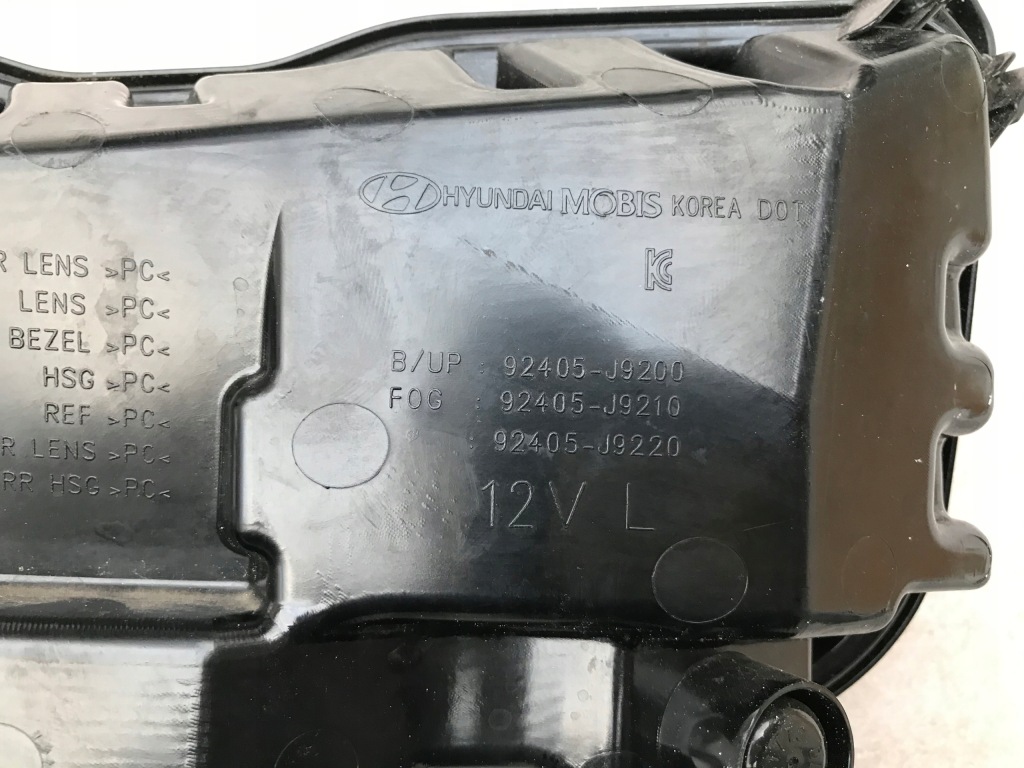 HYUNDAI MOBIS KOREA DOT
KC
R LENS >PC<
LENS >PC<
BEZEL >PC<
HSG >PC<
REF >PC<
R LENS >PC<
RR HSG >PC<
B/UP : 92405-J9200
FOG : 92405-J9210
: 92405-J9220
12V L